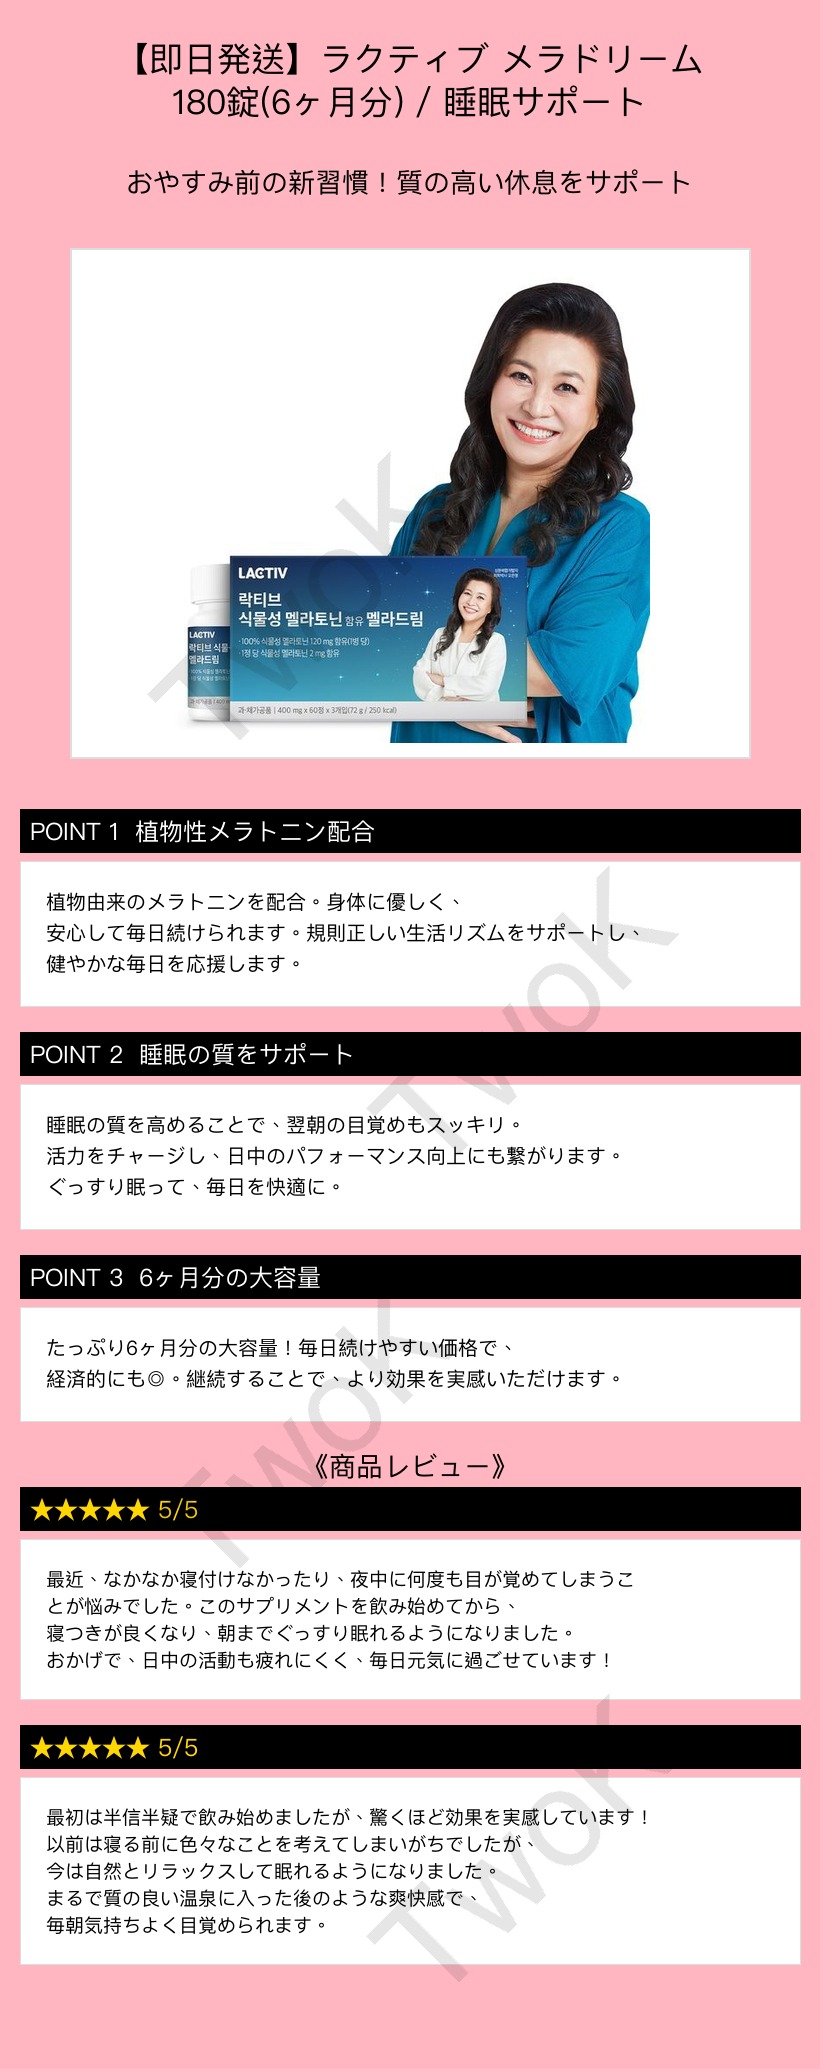 【即日発送】ラクティブ メラドリーム
180錠(6ヶ月分) / 睡眠サポート
おやすみ前の新習慣！質の高い休息をサポート
LACTIV
락티브
식물성 멜라토닌 함유 멜라드림
·100% 식물성 멜라토닌 120 mg 함유(1병 당)
·1정 당 식물성 멜라토닌 2 mg 함유
과·채가공품 | 400 mg x 60정 x 3개입(72 g / 250 kcal)
LACTIV
락티브 식물
멜라드림
TwoK
POINT 1 植物性メラトニン配合
植物由来のメラトニンを配合。身体に優しく、
安心して毎日続けられます。規則正しい生活リズムをサポートし、
健やかな毎日を応援します。
TwoK
POINT 2 睡眠の質をサポート
睡眠の質を高めることで、翌朝の目覚めもスッキリ。
活力をチャージし、日中のパフォーマンス向上にも繋がります。
ぐっすり眠って、毎日を快適に。
POINT 3 6ヶ月分の大容量
たっぷり6ヶ月分の大容量！毎日続けやすい価格で、
経済的にも◎。継続することで、より効果を実感いただけます。
TwoK
《商品レビュー》
★★★★★ 5/5
最近、なかなか寝付けなかったり、夜中に何度も目が覚めてしまうこ
とが悩みでした。このサプリメントを飲み始めてから、
寝つきが良くなり、朝までぐっすり眠れるようになりました。
おかげで、日中の活動も疲れにくく、毎日元気に過ごせています！
★★★★★ 5/5
最初は半信半疑で飲み始めましたが、驚くほど効果を実感しています！
以前は寝る前に色々なことを考えてしまいがちでしたが、
今は自然とリラックスして眠れるようになりました。
まるで質の良い温泉に入った後のような爽快感で、
毎朝気持ちよく目覚められます。
TwoK